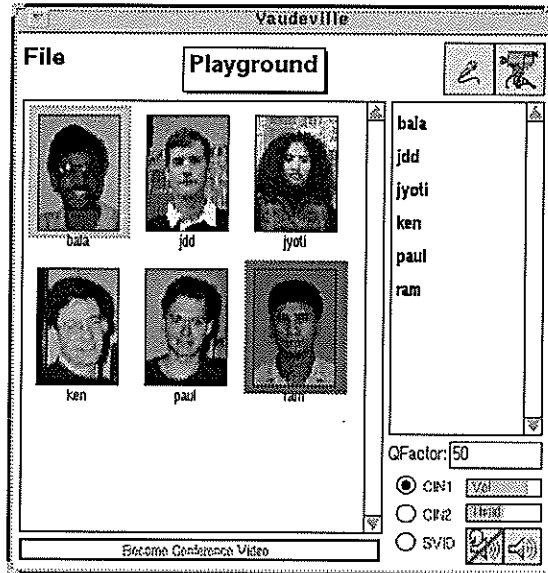 Vaudeville
File
Playground
bala
jdd
jyoti
ken
paul
ram
bala
jdd
jyoti
ken
paul
ram
QFactor: 50
CIN1
Vol
CIN2
SVID
Become Conference Video